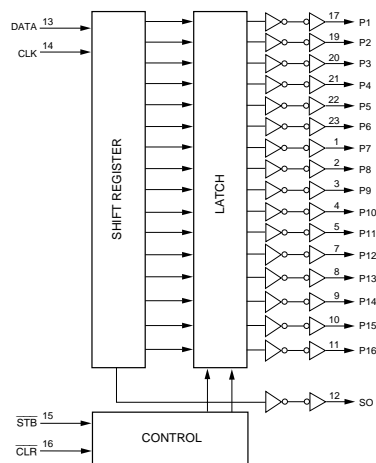 17 P1
DATA 13
19 P2
CLK 14
20 P3
21 P4
22 P5
23 P6
1 P7
SHIFT REGISTER
LATCH
2 P8
3 P9
4 P10
5 P11
7 P12
8 P13
9 P14
10 P15
11 P16
12 SO
STB 15
CLR 16
CONTROL